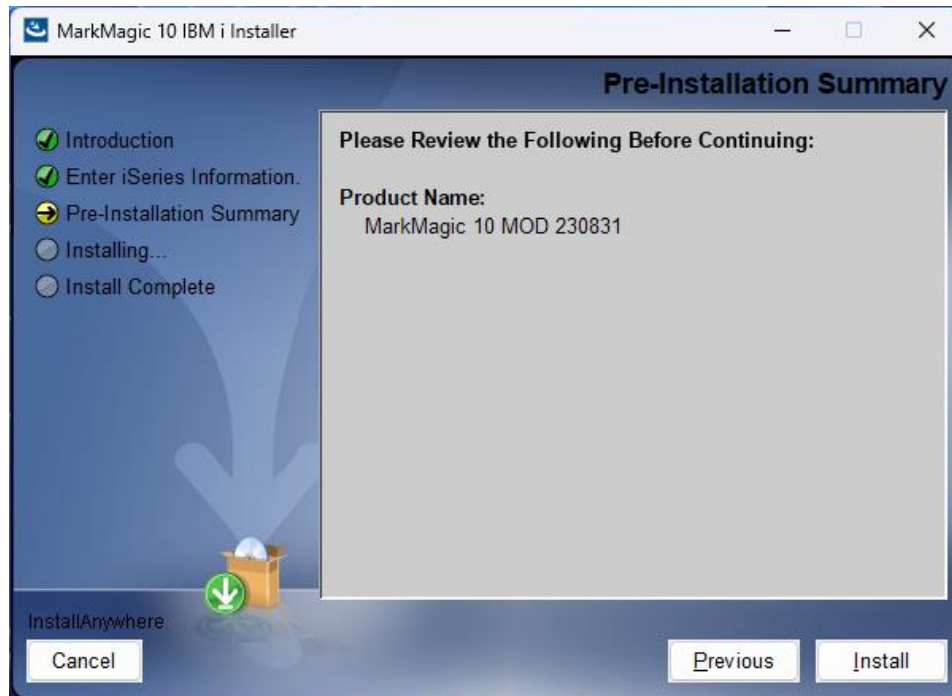 MarkMagic 10 IBM i Installer
Pre-Installation Summary
Introduction
Enter iSeries Information.
Pre-Installation Summary
Installing...
Install Complete
Please Review the Following Before Continuing:
Product Name:
MarkMagic 10 MOD 230831
InstallAnywhere
Cancel
Previous
Install